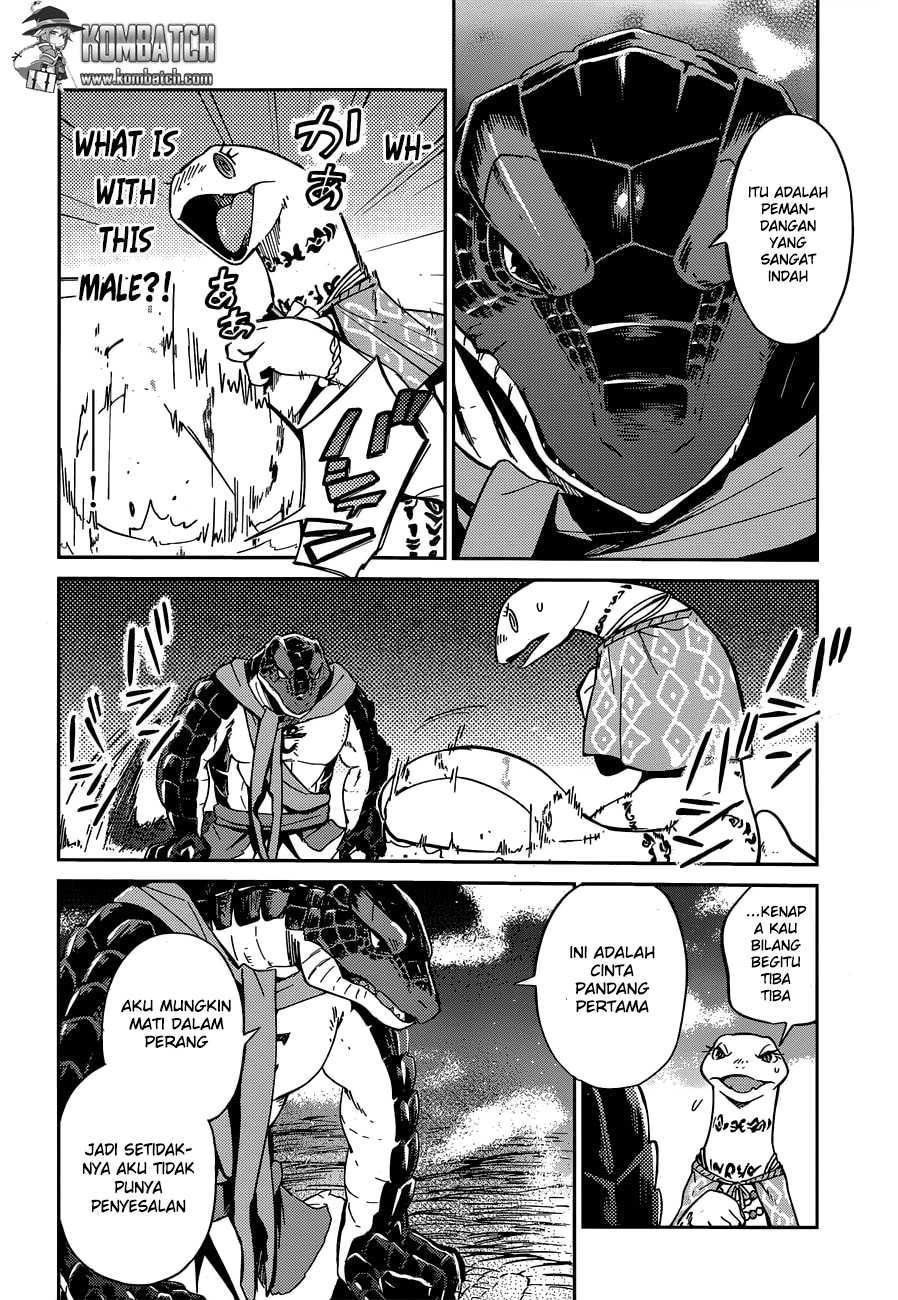 KOMBATCH
www.kombatch.com
ITU ADALAH
PEMAN-
DANGAN
YANG
SANGAT
INDAH
WH-
WHAT IS
WITH
THIS
MALE?!
かぁ
ああ
...KENAP
A KAU
BILANG
BEGITU
TIBA
TIBA
INI ADALAH
CINTA
PANDANG
PERTAMA
AKU MUNGKIN
MATI DALAM
PERANG
JADI SETIDAK-
NYA AKU TIDAK
PUNYA
PENYESALAN